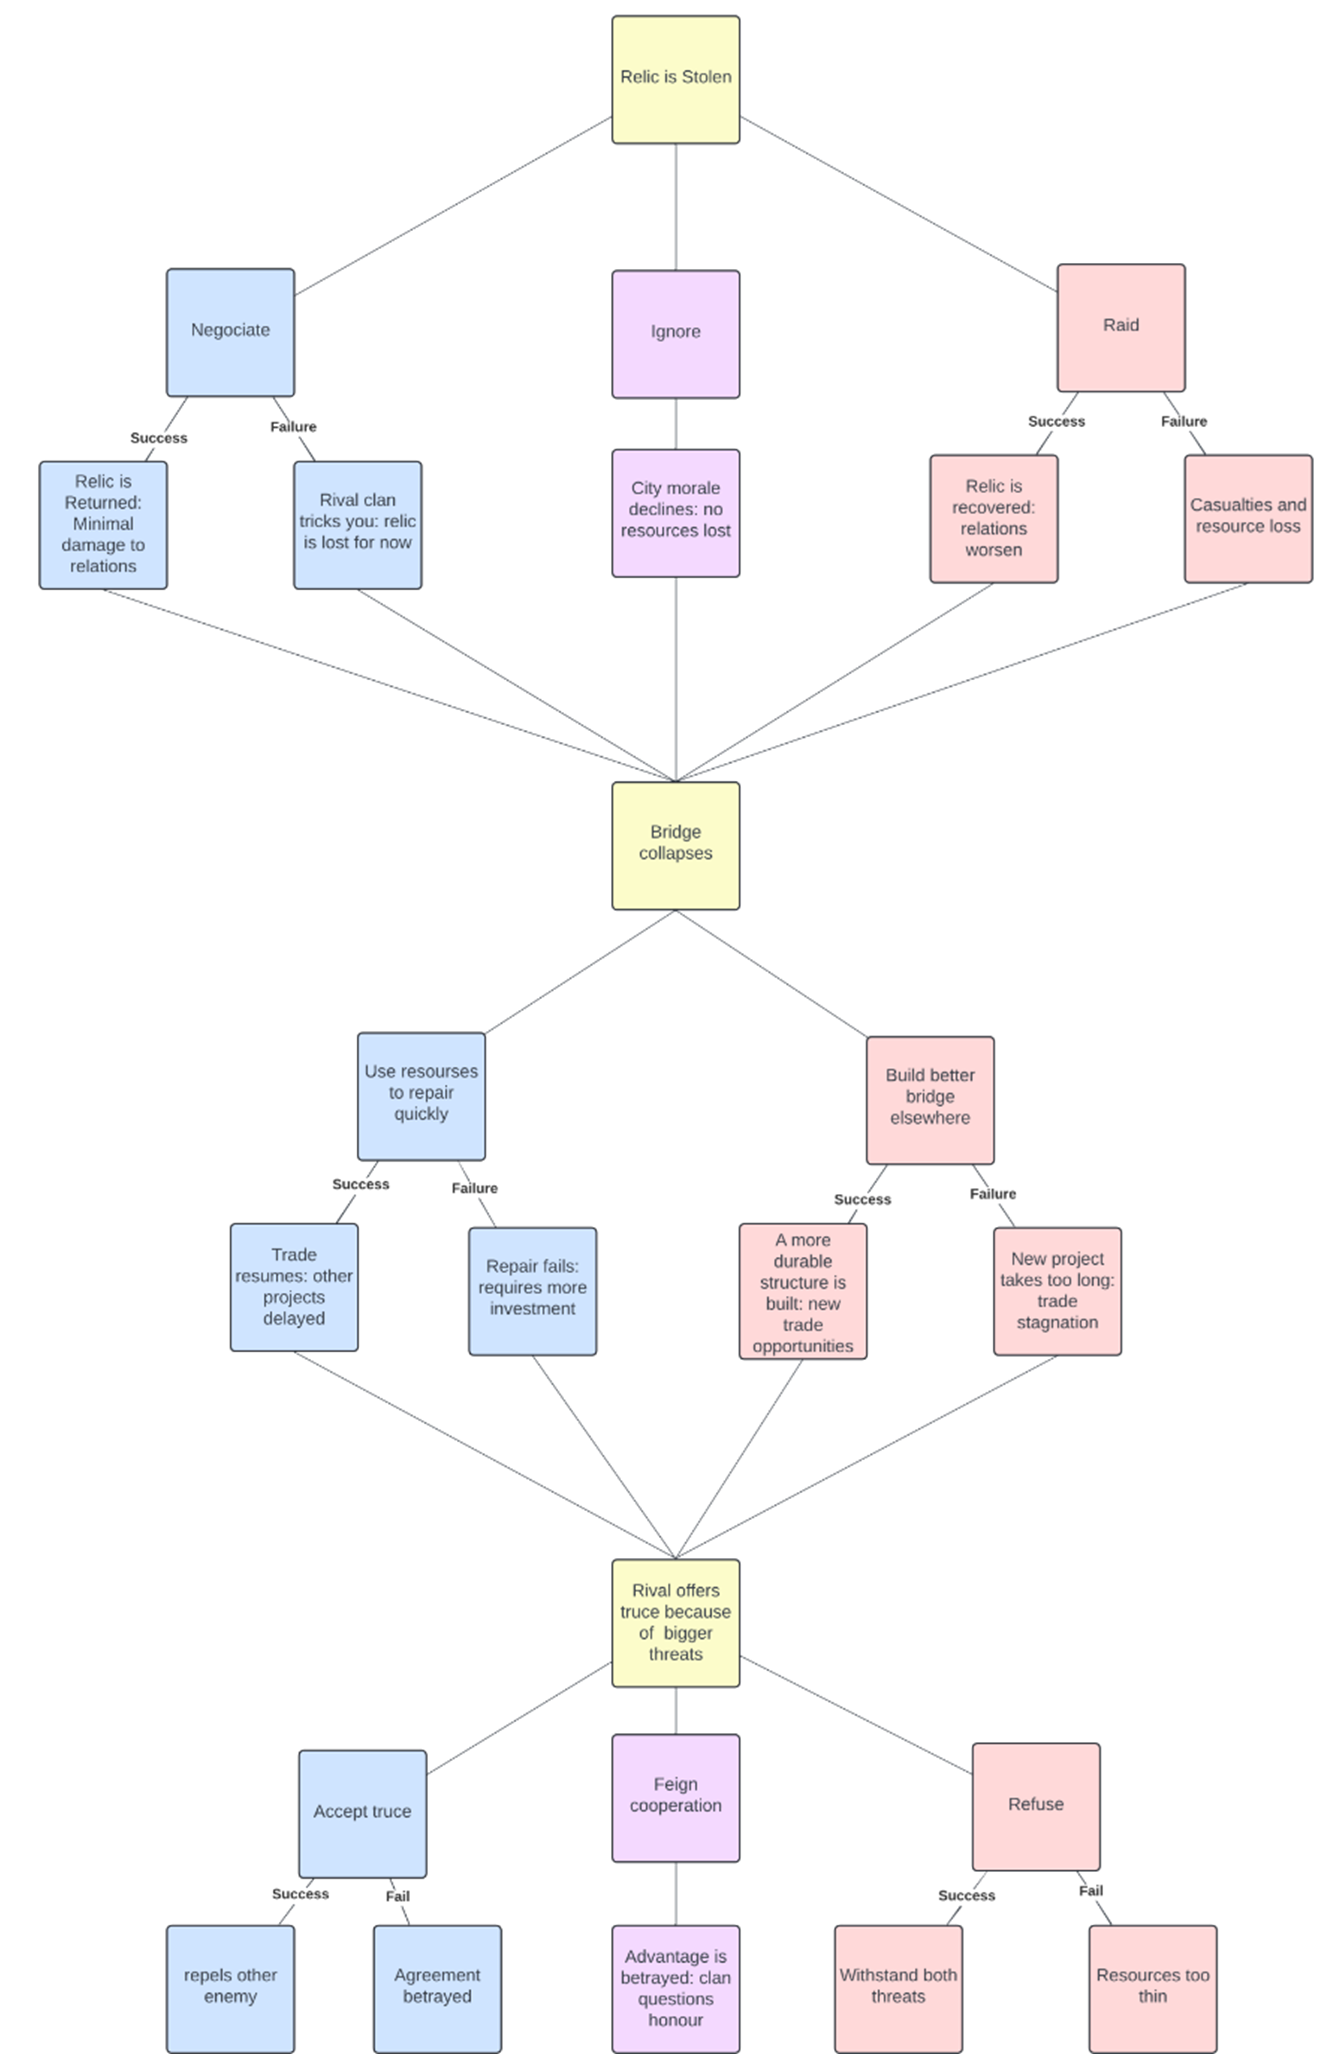 Relic is Stolen
Negociate
Ignore
Raid
Success
Failure
Success
Failure
Relic is
Returned:
Minimal
damage to
relations
Rival clan
tricks you: relic
is lost for now
City morale
declines: no
resources lost
Relic is
recovered:
relations
worsen
Casualties and
resource loss
Bridge
collapses
Use resourses
to repair
quickly
Build better
bridge
elsewhere
Success
Failure
Success
Failure
Trade
resumes: other
projects
delayed
Repair fails:
requires more
investment
A more
durable
structure is
built: new
trade
opportunities
New project
takes too long:
trade
stagnation
Rival offers
truce because
of  bigger
threats
Accept truce
Feign
cooperation
Refuse
Success
Fail
Success
Fail
repels other
enemy
Agreement
betrayed
Advantage is
betrayed: clan
questions
honour
Withstand both
threats
Resources too
thin